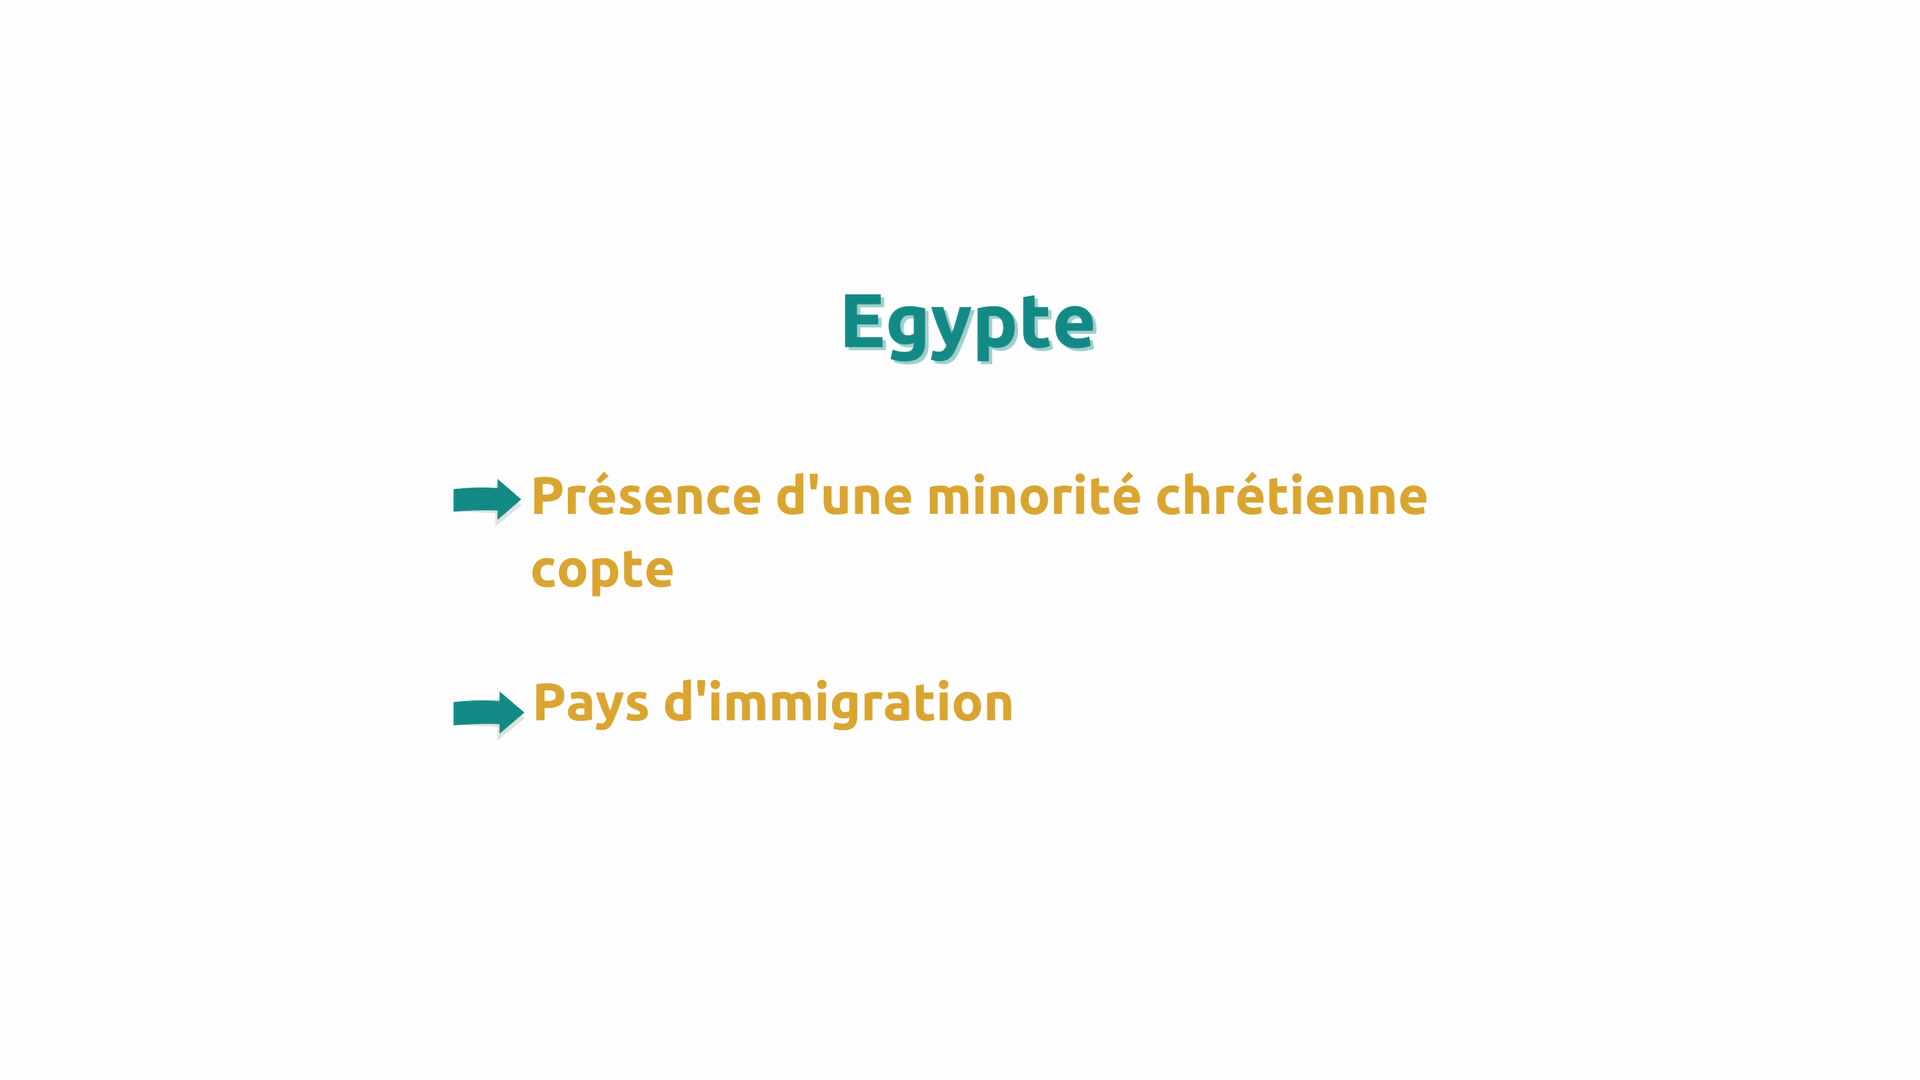 Egypte
Présence d'une minorité chrétienne
copte
Pays d'immigration